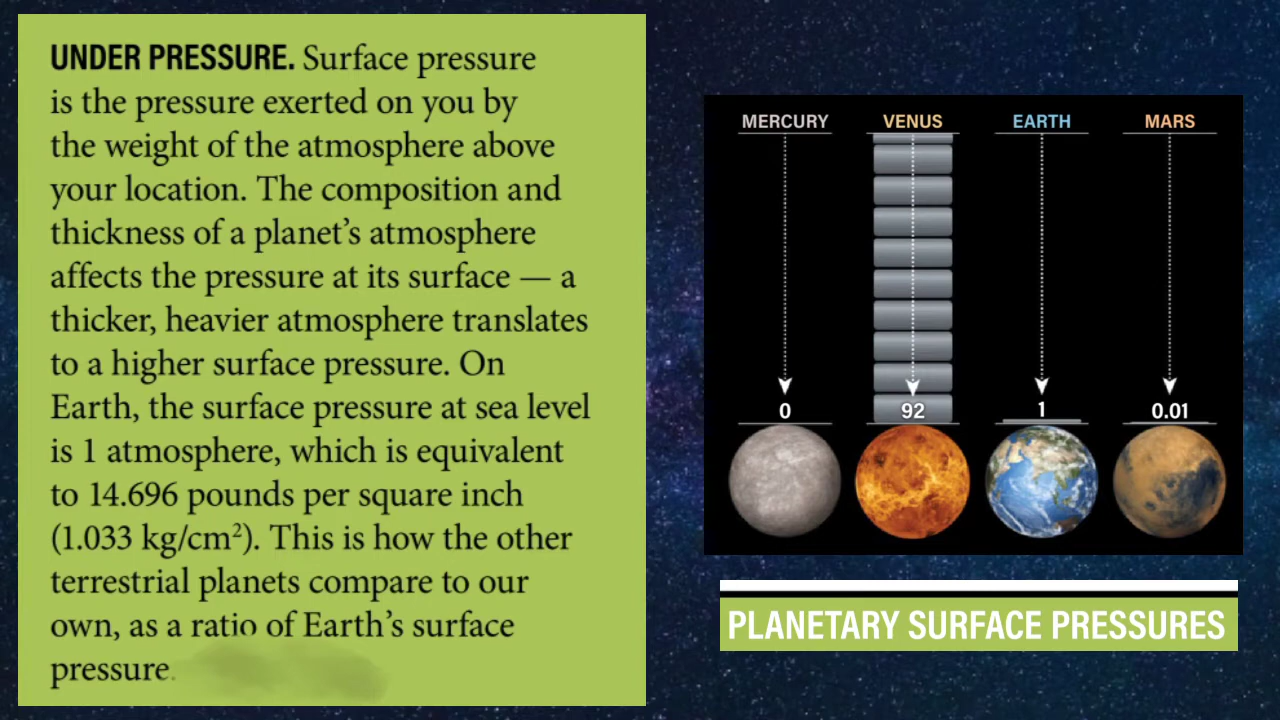 UNDER PRESSURE. Surface pressure
is the pressure exerted on you by
the weight of the atmosphere above
your location. The composition and
thickness of a planet’s atmosphere
affects the pressure at its surface — a
thicker, heavier atmosphere translates
to a higher surface pressure. On
Earth, the surface pressure at sea level
is 1 atmosphere, which is equivalent
to 14.696 pounds per square inch
(1.033 kg/cm²). This is how the other
terrestrial planets compare to our
own, as a ratio of Earth’s surface
pressure.
MERCURY VENUS EARTH MARS
0 92 1 0.01
PLANETARY SURFACE PRESSURES